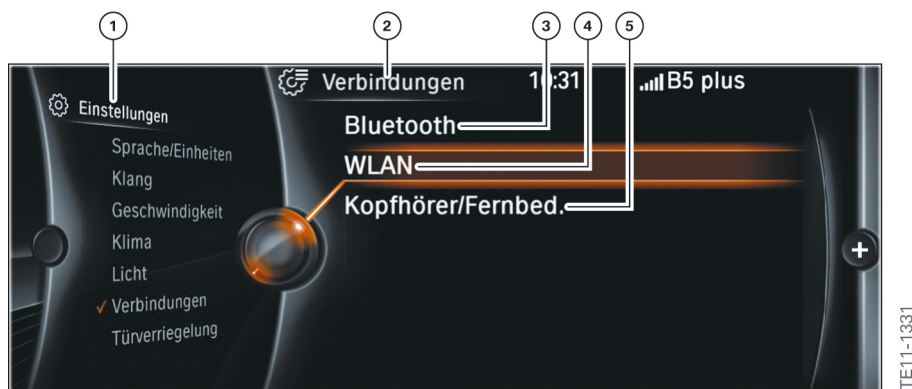 1
2
3
4
5
Einstellungen
Sprache/Einheiten
Klang
Geschwindigkeit
Klima
Licht
✓ Verbindungen
Türverriegelung
Verbindungen 10:31 B5 plus
Bluetooth
WLAN
Kopfhörer/Fernbed.
+
TE11-1331